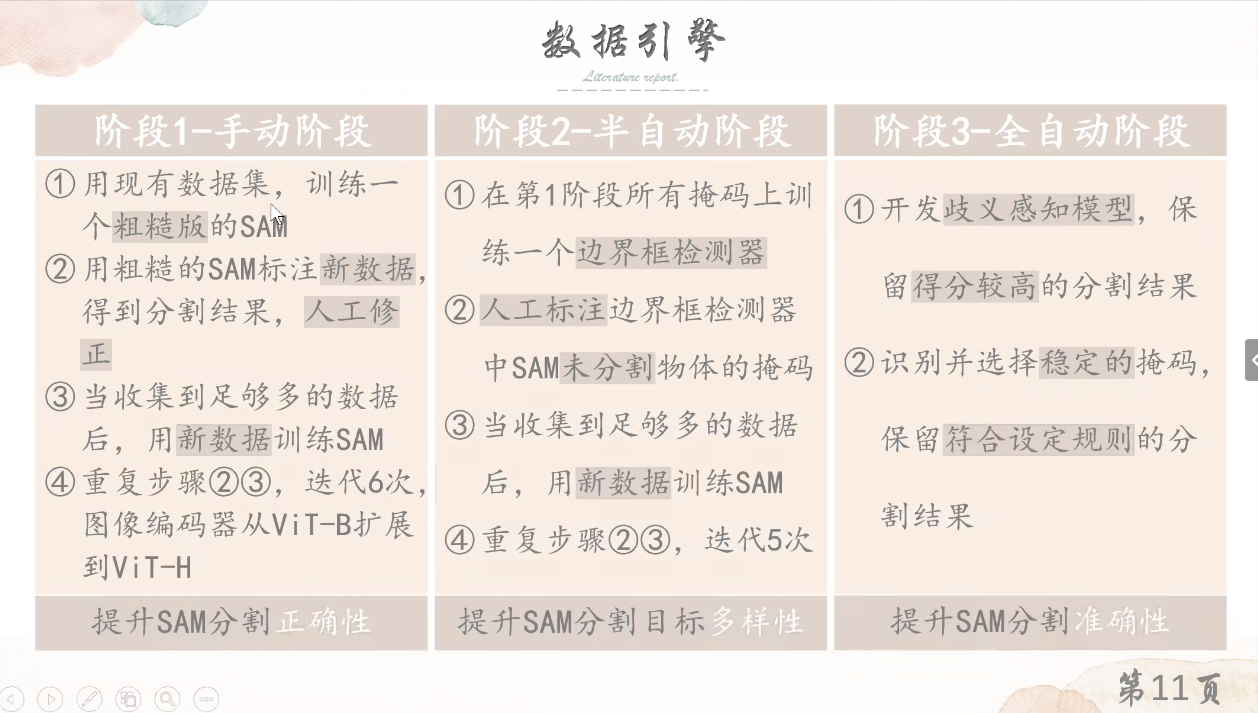 数据引擎
Literature report.
阶段1-手动阶段
①用现有数据集，训练一
个粗糙版的SAM
②用粗糙的SAM标注新数据，
得到分割结果，人工修
正
③当收集到足够多的数据
后，用新数据训练SAM
④重复步骤②③，迭代6次，
图像编码器从ViT-B扩展
到ViT-H
提升SAM分割正确性
阶段2-半自动阶段
①在第1阶段所有掩码上训
练一个边界框检测器
②人工标注边界框检测器
中SAM未分割物体的掩码
③当收集到足够多的数据
后，用新数据训练SAM
④重复步骤②③，迭代5次
提升SAM分割目标多样性
阶段3-全自动阶段
①开发歧义感知模型，保
留得分较高的分割结果
②识别并选择稳定的掩码，
保留符合设定规则的分
割结果
提升SAM分割准确性
第11页